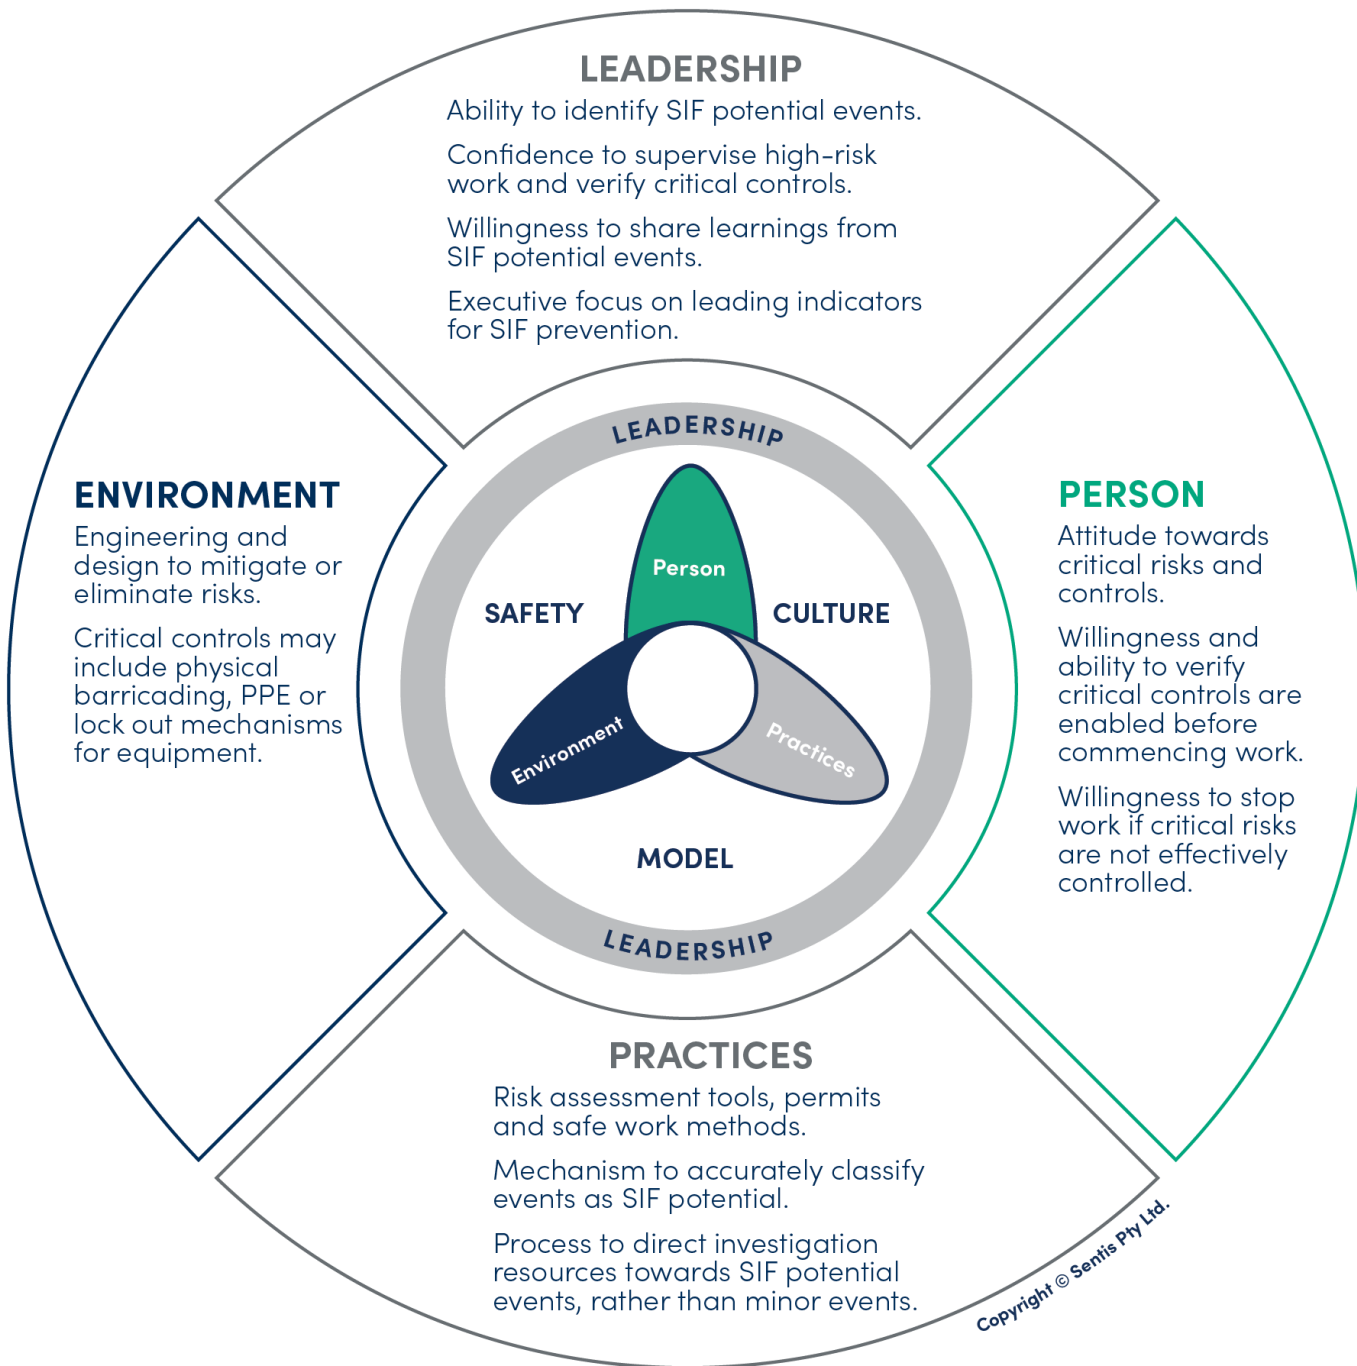 LEADERSHIP
Ability to identify SIF potential events.
Confidence to supervise high-risk
work and verify critical controls.
Willingness to share learnings from
SIF potential events.
Executive focus on leading indicators
for SIF prevention.
ENVIRONMENT
Engineering and
design to mitigate or
eliminate risks.
Critical controls may
include physical
barricading, PPE or
lock out mechanisms
for equipment.
LEADERSHIP
Person
SAFETY
CULTURE
Environment
Practices
MODEL
LEADERSHIP
PERSON
Attitude towards
critical risks and
controls.
Willingness and
ability to verify
critical controls are
enabled before
commencing work.
Willingness to stop
work if critical risks
are not effectively
controlled.
PRACTICES
Risk assessment tools, permits
and safe work methods.
Mechanism to accurately classify
events as SIF potential.
Process to direct investigation
resources towards SIF potential
events, rather than minor events.
Copyright © Sentis Pty Ltd.